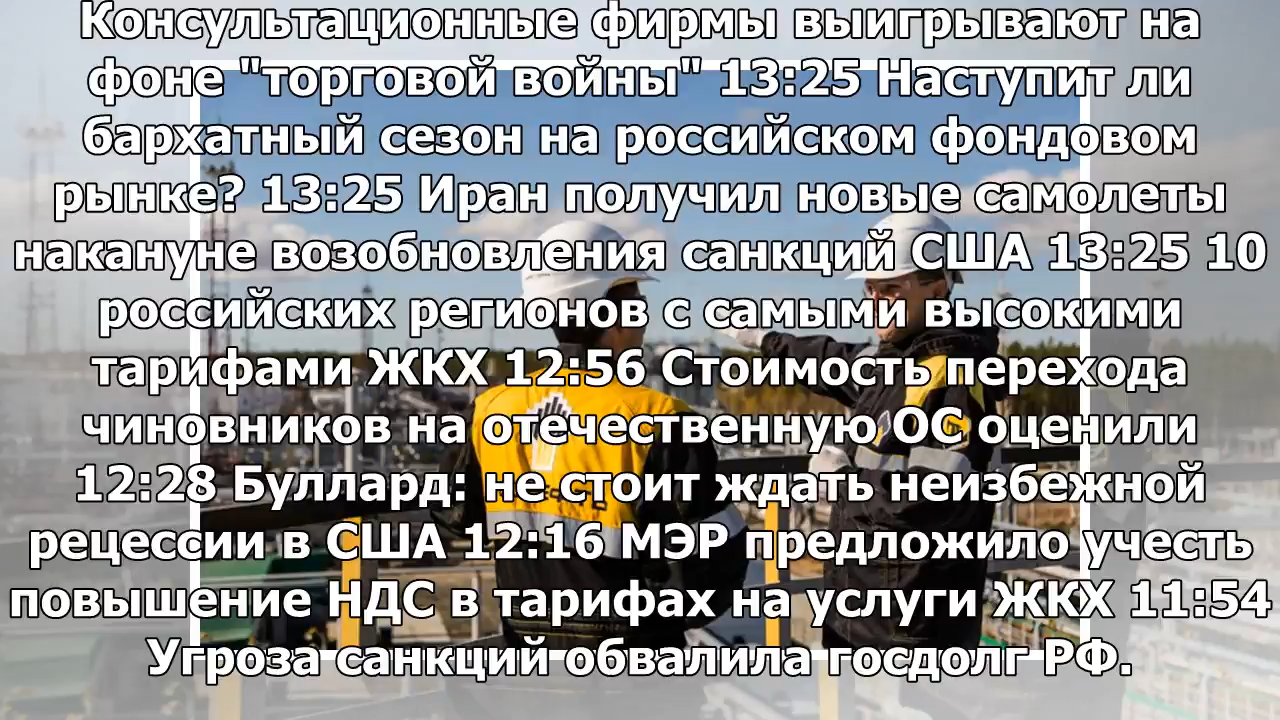 Консультационные фирмы выигрывают на
фоне "торговой войны" 13:25 Наступит ли
бархатный сезон на российском фондовом
рынке? 13:25 Иран получил новые самолеты
накануне возобновления санкций США 13:25 10
российских регионов с самыми высокими
тарифами ЖКХ 12:56 Стоимость перехода
чиновников на отечественную ОС оценили
12:28 Буллард: не стоит ждать неизбежной
рецессии в США 12:16 МЭР предложило учесть
повышение НДС в тарифах на услуги ЖКХ 11:54
Угроза санкций обвалила госдолг РФ.